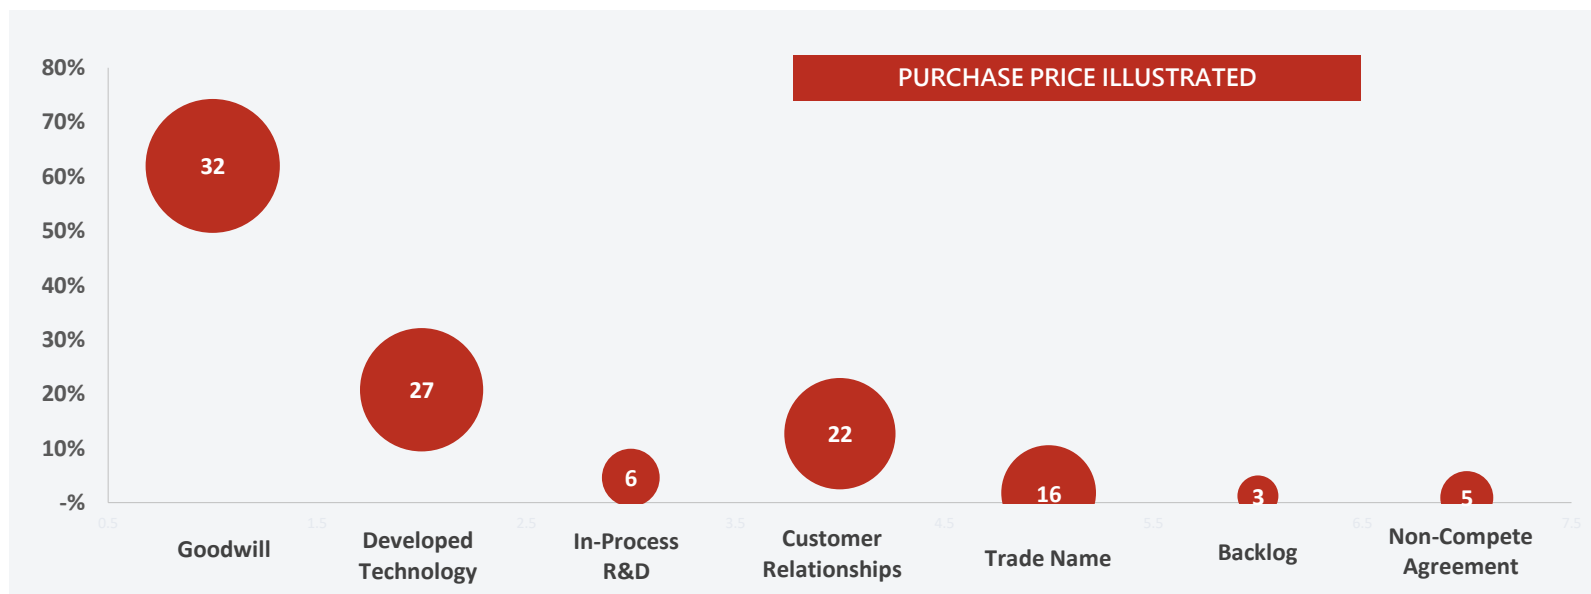 PURCHASE PRICE ILLUSTRATED
80%
70%
60%
50%
40%
30%
20%
10%
-%
32
27
6
22
16
3
5
0.5 1.5 2.5 3.5 4.5 5.5 6.5 7.5
Goodwill
Developed
Technology
In-Process
R&D
Customer
Relationships
Trade Name
Backlog
Non-Compete
Agreement